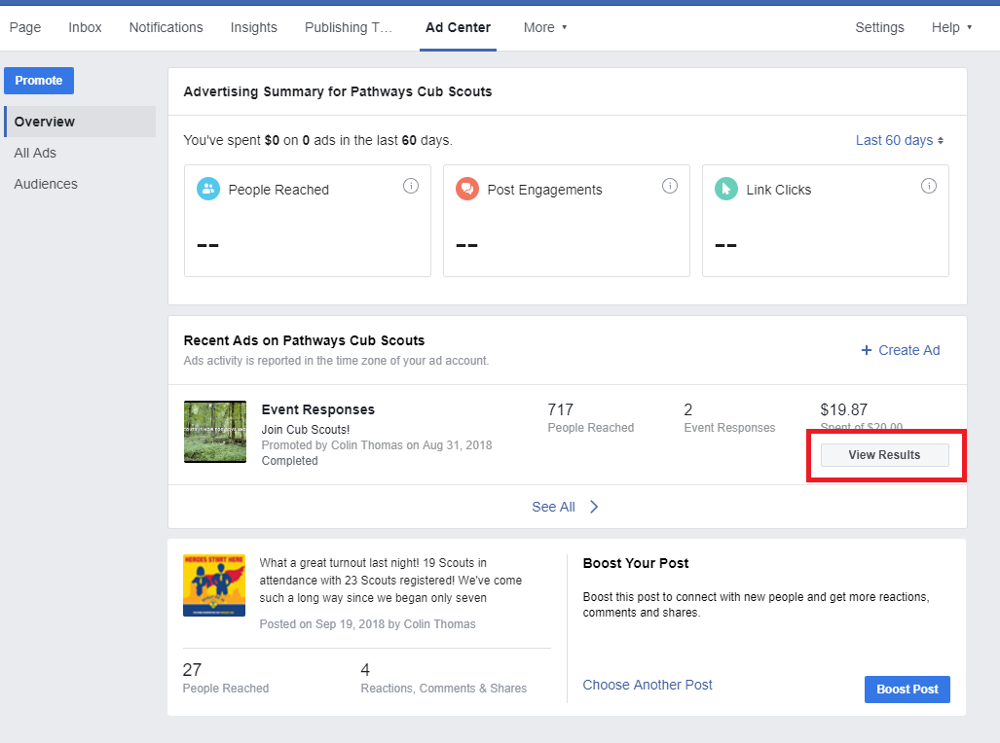 Page Inbox Notifications Insights Publishing T… Ad Center More Settings Help
Promote
Overview
All Ads
Audiences
Advertising Summary for Pathways Cub Scouts
You've spent $0 on 0 ads in the last 60 days.
Last 60 days
People Reached
--
Post Engagements
--
Link Clicks
--
Recent Ads on Pathways Cub Scouts
Ads activity is reported in the time zone of your ad account.
+ Create Ad
Event Responses
Join Cub Scouts!
Promoted by Colin Thomas on Aug 31, 2018
Completed
717
People Reached
2
Event Responses
$19.87
Spent of $20.00
View Results
See All
HEROES START HERE
What a great turnout last night! 19 Scouts in
attendance with 23 Scouts registered! We've come
such a long way since we began only seven
Posted on Sep 19, 2018 by Colin Thomas
27
People Reached
4
Reactions, Comments & Shares
Boost Your Post
Boost this post to connect with new people and get more reactions,
comments and shares.
Choose Another Post
Boost Post